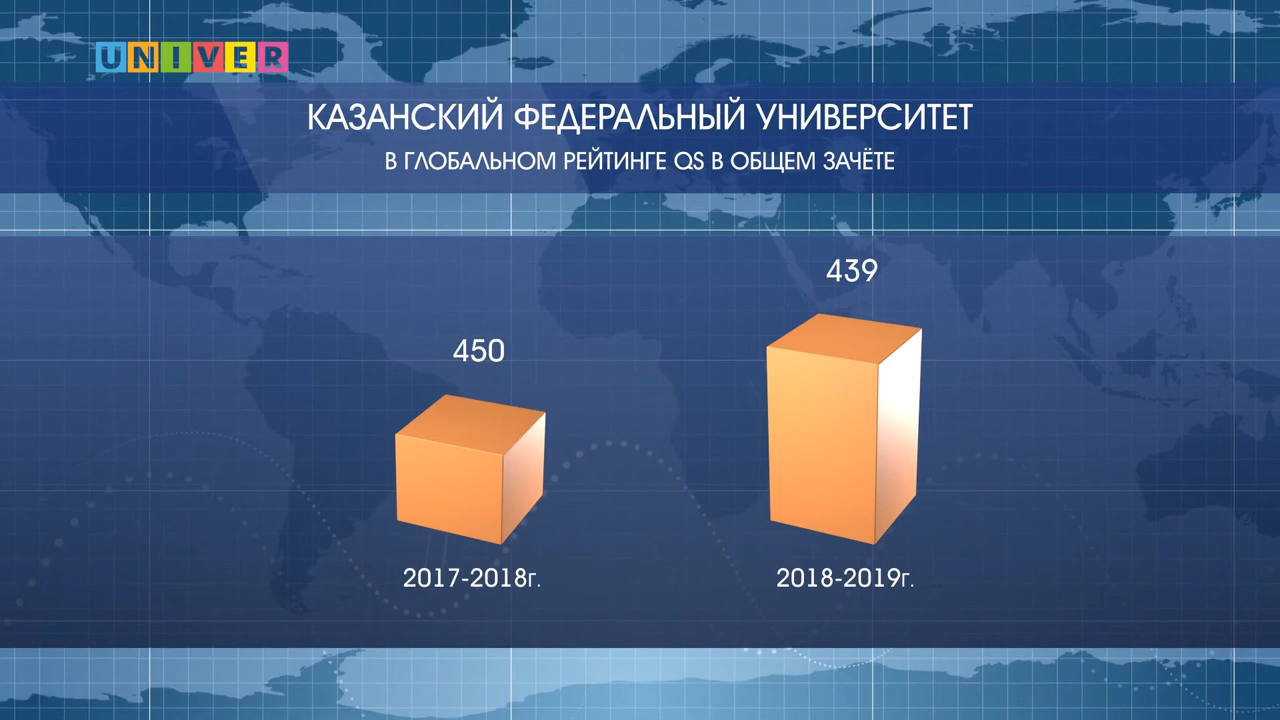 UNIVER
КАЗАНСКИЙ ФЕДЕРАЛЬНЫЙ УНИВЕРСИТЕТ
В ГЛОБАЛЬНОМ РЕЙТИНГЕ QS В ОБЩЕМ ЗАЧЁТЕ
439
450
2017-2018г.
2018-2019г.